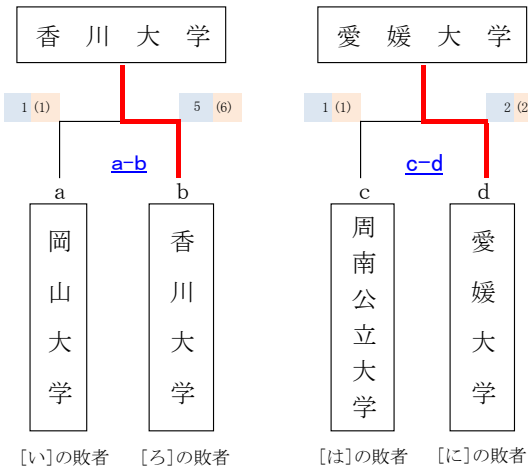 香川大学
愛媛大学
1 (1)
5 (6)
1 (1)
2 (2
a-b
c-d
a
b
c
d
岡山大学
香川大学
周南公立大学
愛媛大学
[い]の敗者
[ろ]の敗者
[は]の敗者
[に]の敗者